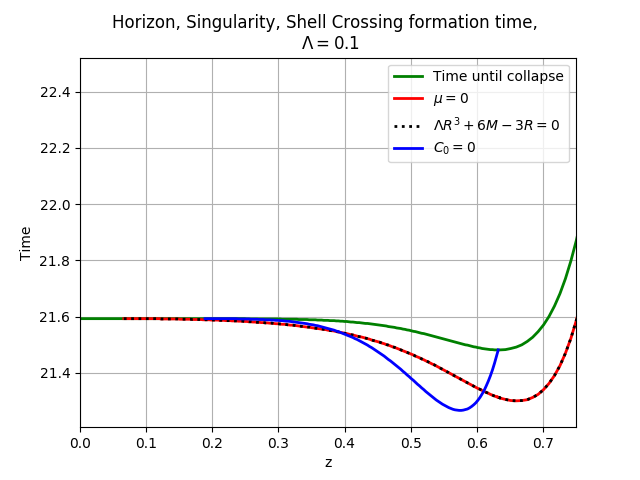 Horizon, Singularity, Shell Crossing formation time,
Λ = 0.1
Time until collapse
μ = 0
ΛR³ + 6M − 3R = 0
C₀ = 0
22.4
22.2
22.0
21.8
21.6
21.4
Time
0.0 0.1 0.2 0.3 0.4 0.5 0.6 0.7
z